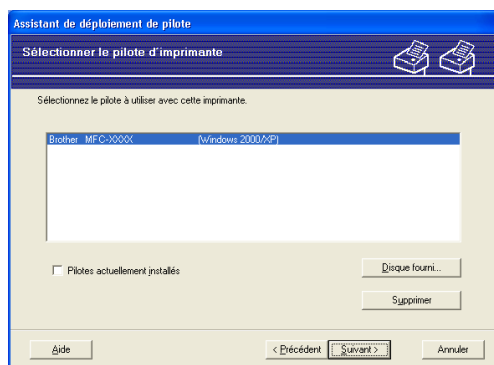 Assistant de déploiement de pilote
Sélectionner le pilote d'imprimante
Sélectionnez le pilote à utiliser avec cette imprimante.
Brother MFC-XXXX (Windows 2000/XP)
Pilotes actuellement installés
Disque fourni...
Supprimer
Aide
< Précédent
Suivant >
Annuler